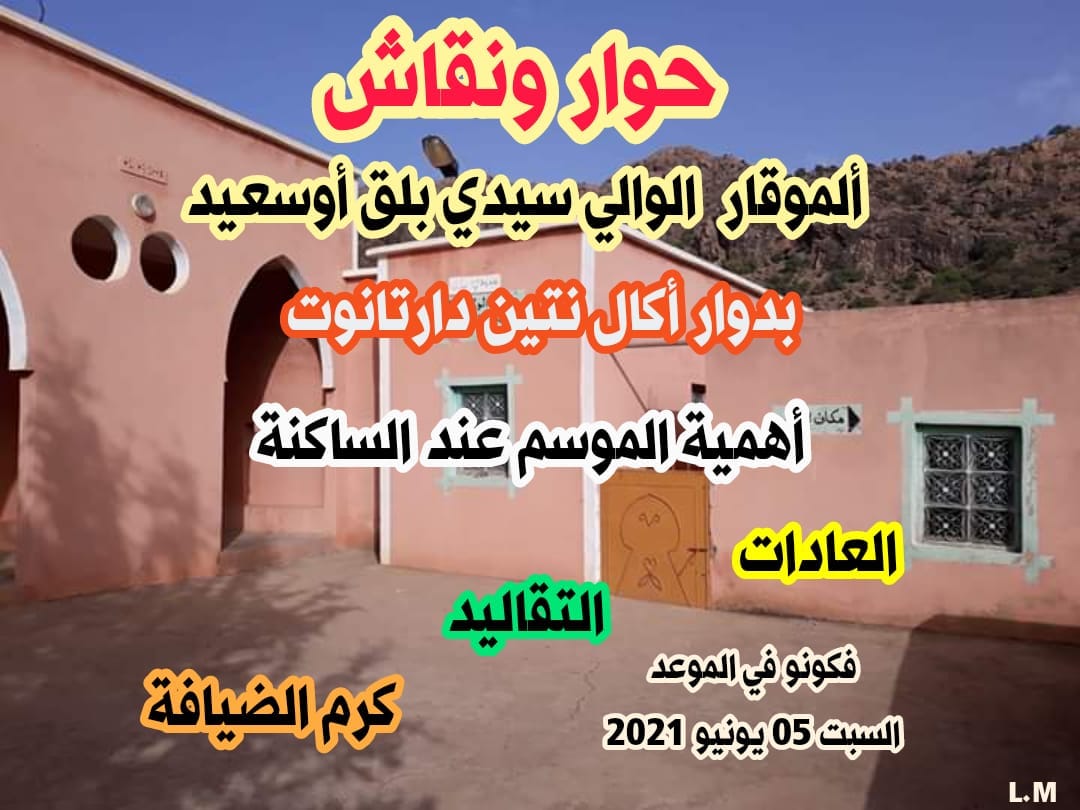 حوار ونقاش
ألموقار الوالي سيدي بلق أوسعيد
بدوار أكال نتين دارتانوت
أهمية الموسم عند الساكنة
مكان
العادات
التقاليد
كرم الضيافة
فكونو في الموعد
السبت 05 يونيو 2021
L.M